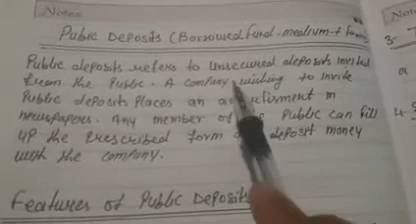 Notes
Public Deposits (Borrowed fund - medium -
Public deposits refers to unsecured deposits invited
from the Public. A company wishing to invite
Public deposits Places an in
newspapers. Any member of Public can fill
up the Prescribed form deposit money
with the company.
Features of Public Deposits
Notes
3-
a